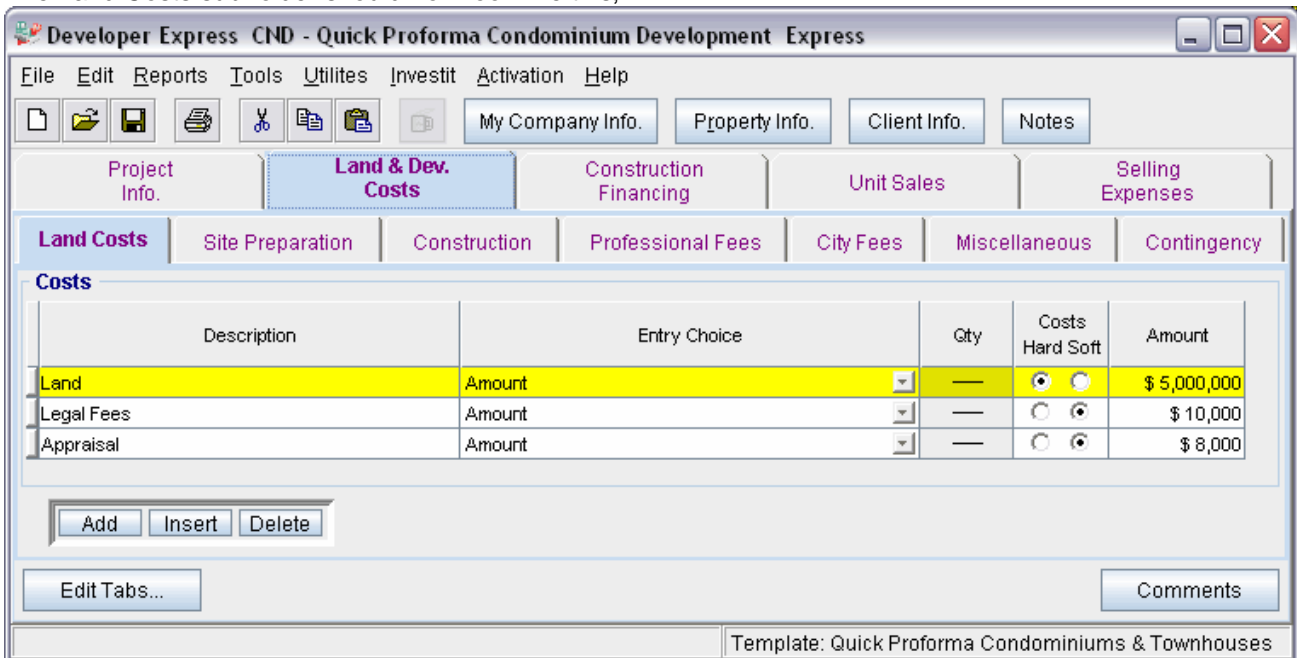 Developer Express CND - Quick Proforma Condominium Development Express
File Edit Reports Tools Utilites Investit Activation Help
My Company Info. Property Info. Client Info. Notes
Project Info. Land & Dev. Costs Construction Financing Unit Sales Selling Expenses
Land Costs Site Preparation Construction Professional Fees City Fees Miscellaneous Contingency
Costs
Description Entry Choice Qty Costs Hard Soft Amount
Land Amount — $ 5,000,000
Legal Fees Amount — $ 10,000
Appraisal Amount — $ 8,000
Add Insert Delete
Edit Tabs... Comments
Template: Quick Proforma Condominiums & Townhouses